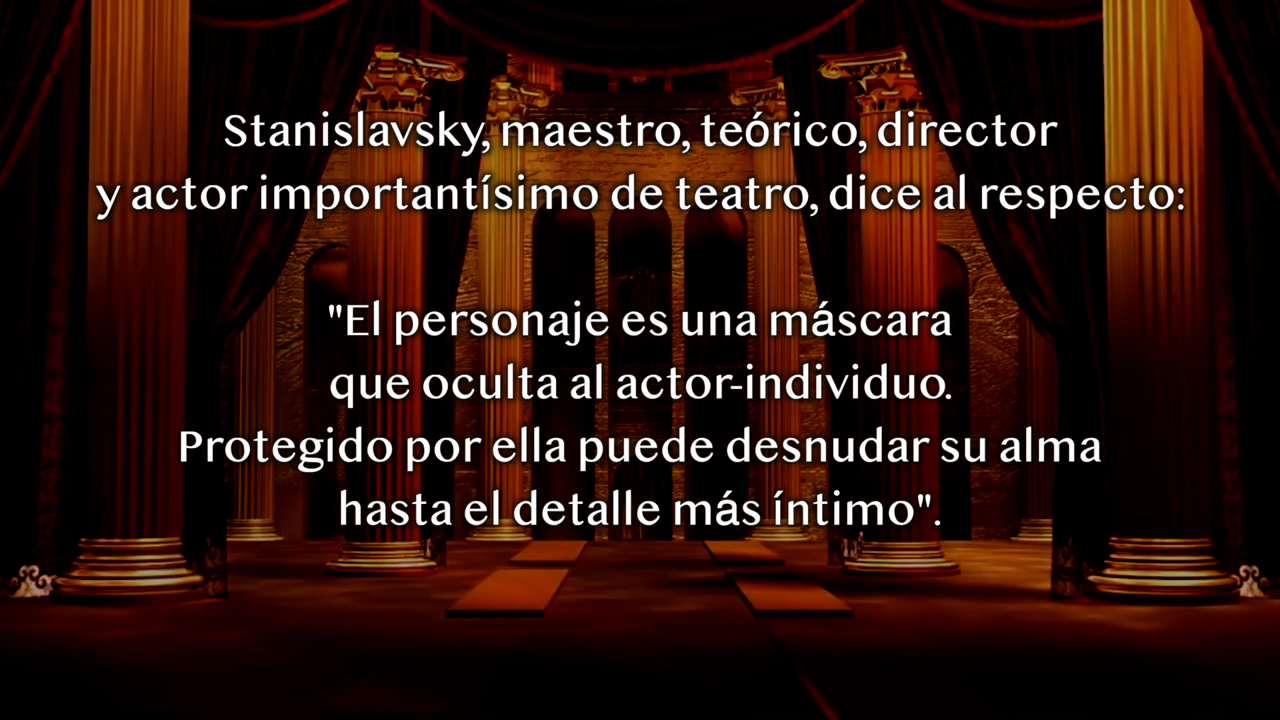 Stanislavsky, maestro, teórico, director
y actor importantísimo de teatro, dice al respecto:
"El personaje es una máscara
que oculta al actor-individuo.
Protegido por ella puede desnudar su alma
hasta el detalle más íntimo".